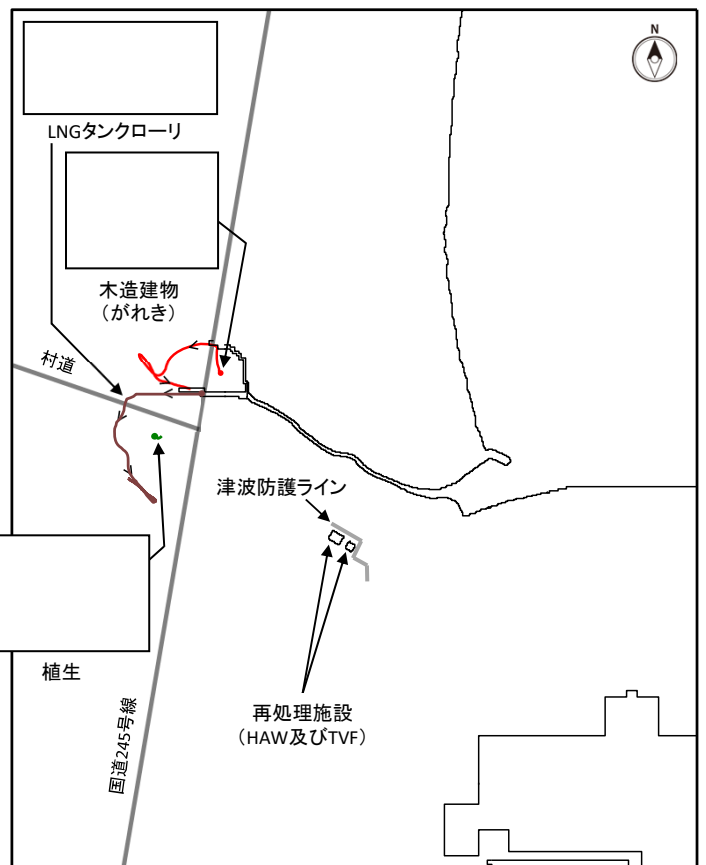 N
LNGタンクローリ
木造建物
（がれき）
村道
津波防護ライン
植生
再処理施設
（HAW及びTVF）
国道245号線